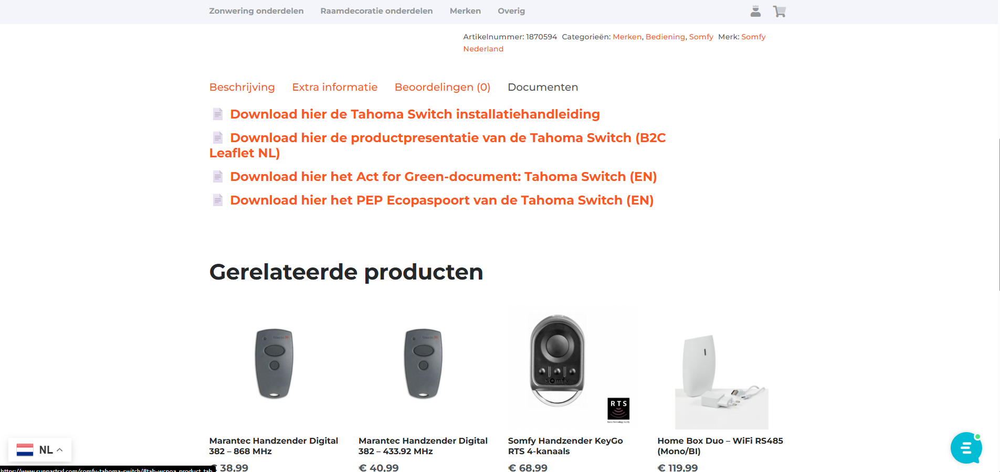 Zonwering onderdelen Raamdecoratie onderdelen Merken Overig
Artikelnummer: 1870594 Categorieën: Merken, Bediening, Somfy Merk: Somfy
Nederland
Beschrijving Extra informatie Beoordelingen (0) Documenten
Download hier de Tahoma Switch installatiehandleiding
Download hier de productpresentatie van de Tahoma Switch (B2C
Leaflet NL)
Download hier het Act for Green-document: Tahoma Switch (EN)
Download hier het PEP Ecopaspoort van de Tahoma Switch (EN)
Gerelateerde producten
somfy
RTS
Marantec Handzender Digital
382 – 868 MHz
€ 38,99
Marantec Handzender Digital
382 – 433.92 MHz
€ 40,99
Somfy Handzender KeyGo
RTS 4-kanaals
€ 68,99
Home Box Duo – WiFi RS485
(Mono/BI)
€ 119,99
NL
https://www.sunpartsxl.com/somfy-tahoma-switch/#tab-wcpoa_product_tab